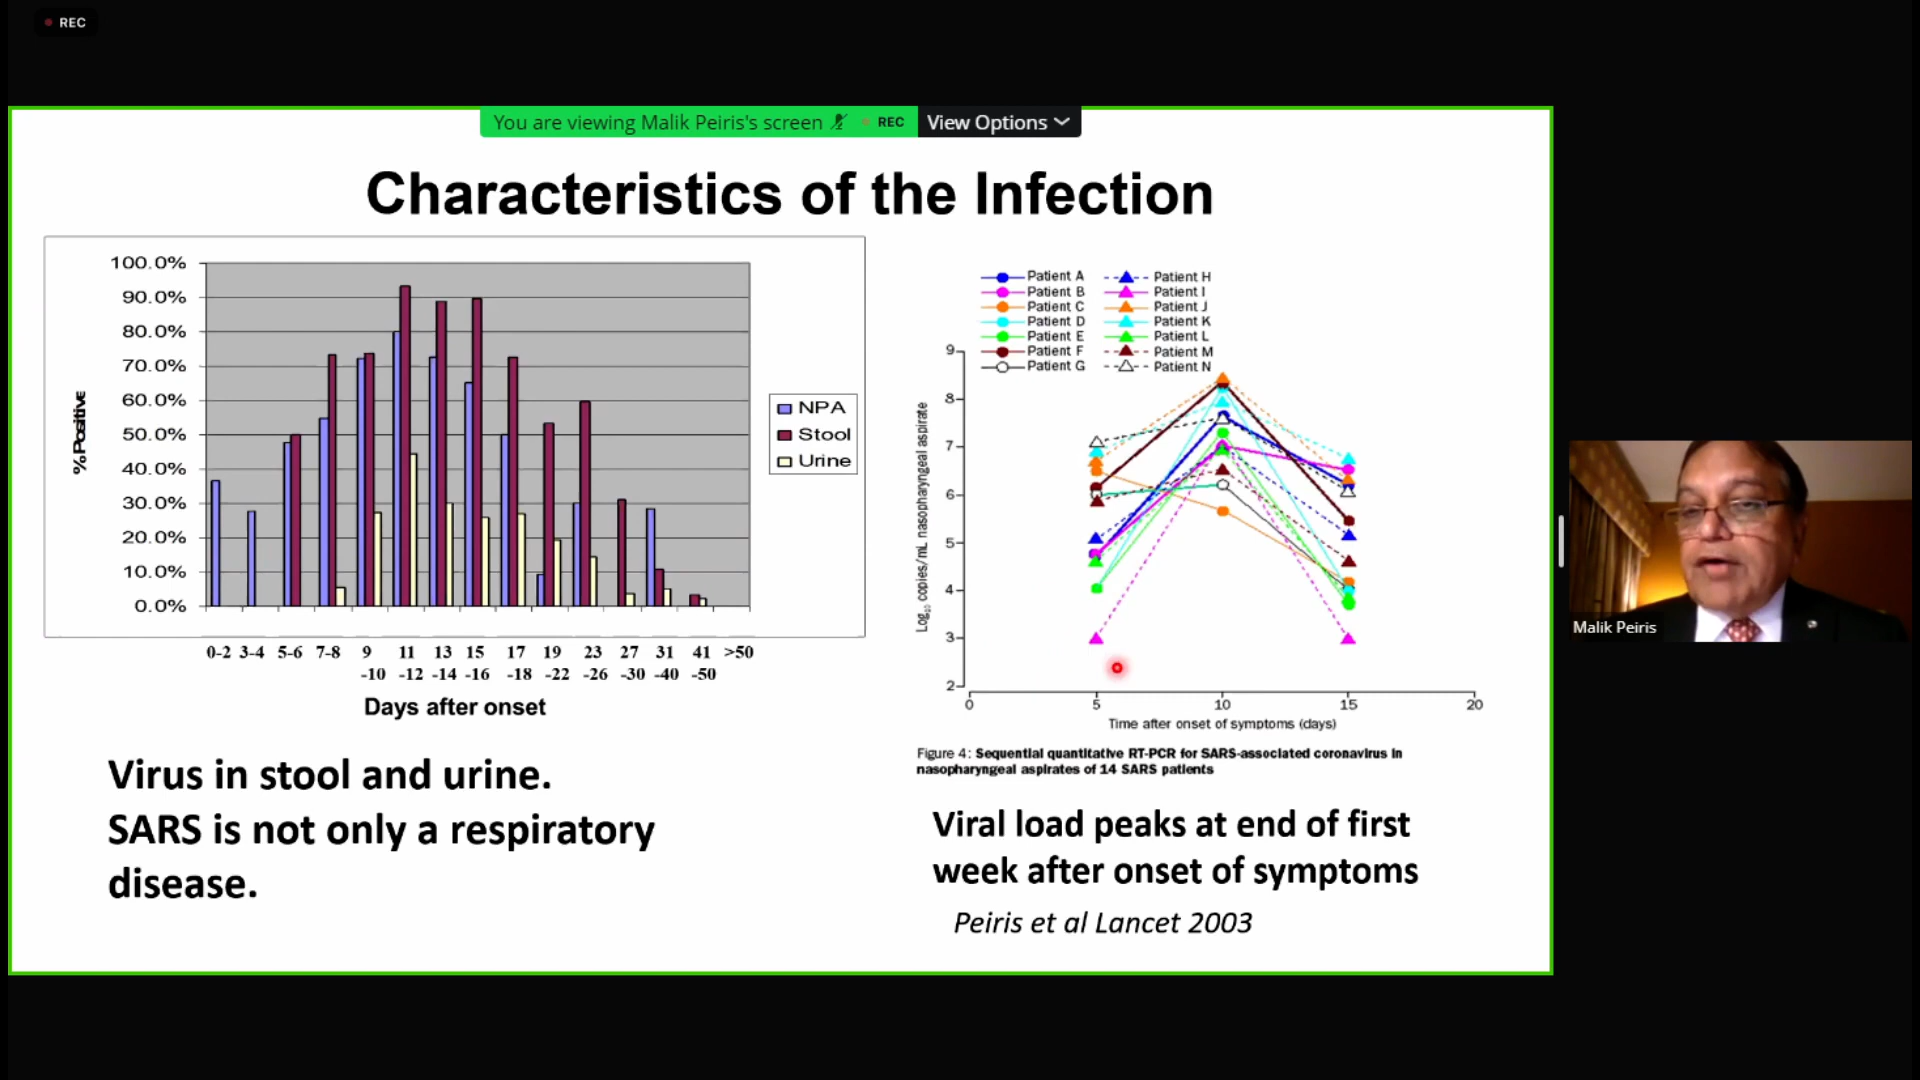 REC
You are viewing Malik Peiris's screen
REC
View Options
Characteristics of the Infection
100.0%
90.0%
80.0%
70.0%
60.0%
50.0%
40.0%
30.0%
20.0%
10.0%
0.0%
%Positive
NPA
Stool
Urine
0-2 3-4 5-6 7-8 9 11 13 15 17 19 23 27 31 41 >50
-10 -12 -14 -16 -18 -22 -26 -30 -40 -50
Days after onset
Virus in stool and urine.
SARS is not only a respiratory
disease.
Patient A Patient H
Patient B Patient I
Patient C Patient J
Patient D Patient K
Patient E Patient L
Patient F Patient M
Patient G Patient N
9
8
7
6
5
4
3
2
Log₁₀ copies/mL nasopharyngeal aspirate
0 5 10 15 20
Time after onset of symptoms (days)
Figure 4: Sequential quantitative RT-PCR for SARS-associated coronavirus in
nasopharyngeal aspirates of 14 SARS patients
Viral load peaks at end of first
week after onset of symptoms
Peiris et al Lancet 2003
Malik Peiris